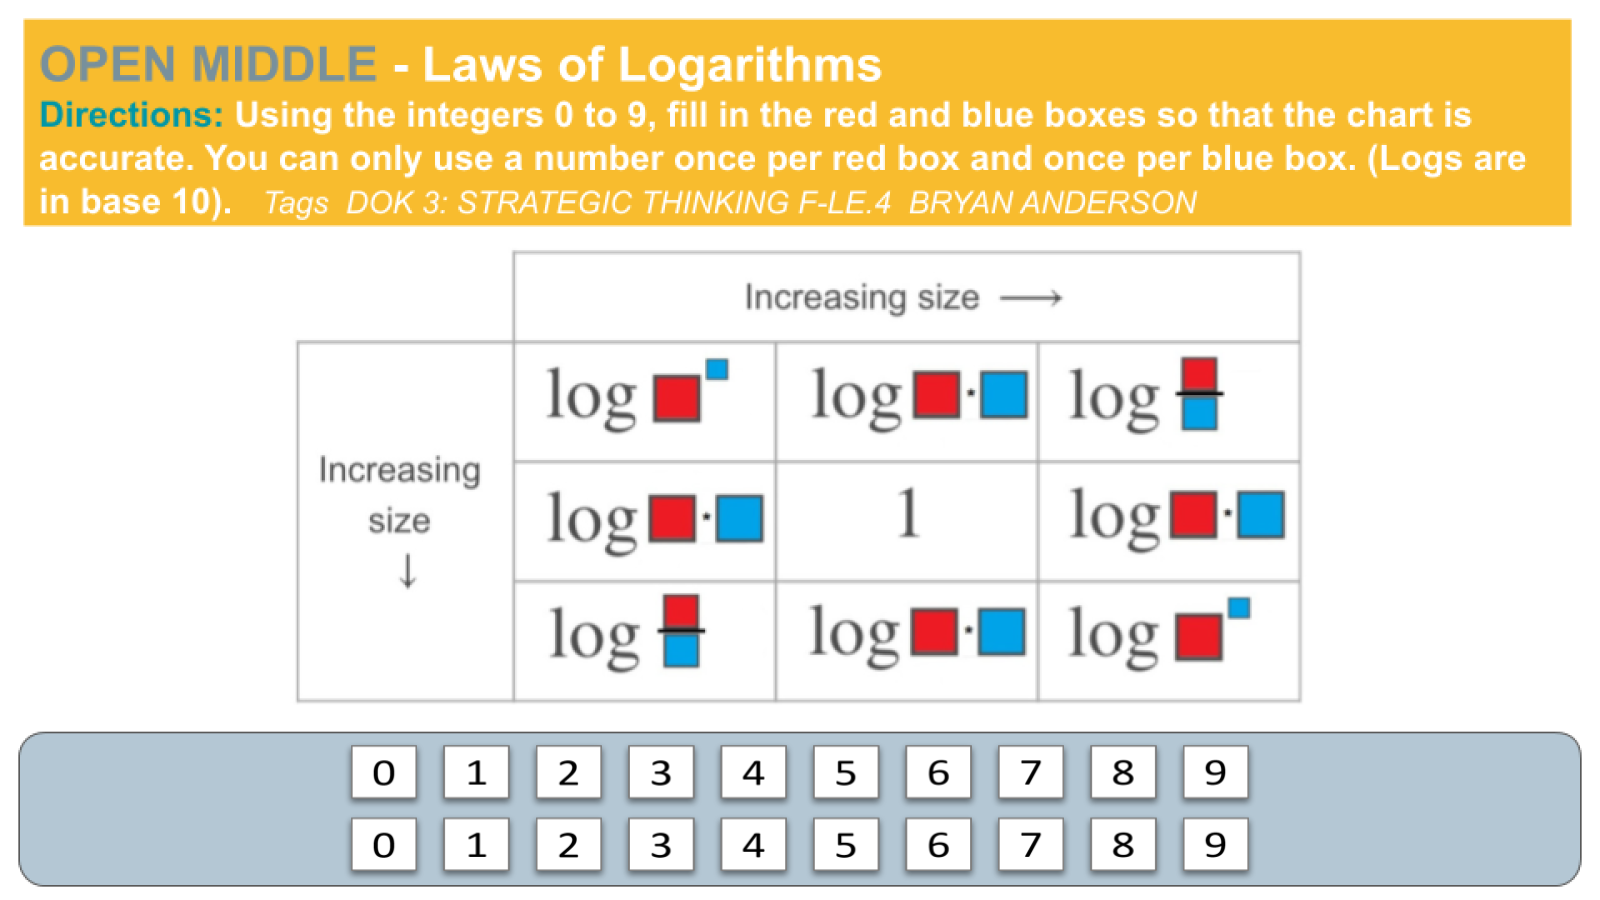 OPEN MIDDLE - Laws of Logarithms
Directions: Using the integers 0 to 9, fill in the red and blue boxes so that the chart is
accurate. You can only use a number once per red box and once per blue box. (Logs are
in base 10). Tags DOK 3: STRATEGIC THINKING F-LE.4 BRYAN ANDERSON
Increasing size ⟶
log log · log
Increasing
size
↓
log · 1 log ·
log log · log
0 1 2 3 4 5 6 7 8 9
0 1 2 3 4 5 6 7 8 9